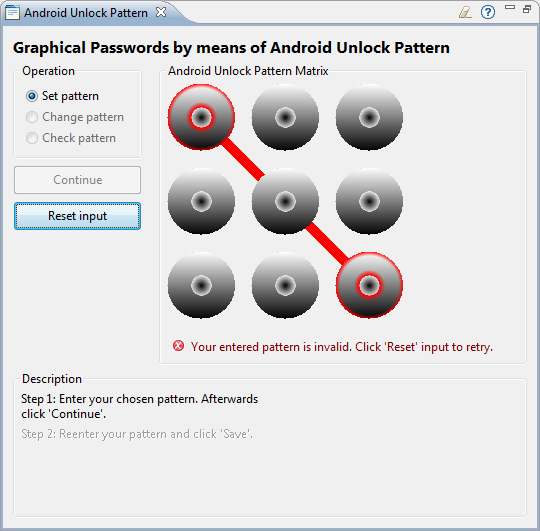 Android Unlock Pattern
Graphical Passwords by means of Android Unlock Pattern
Operation
Set pattern
Change pattern
Check pattern
Continue
Reset input
Android Unlock Pattern Matrix
Your entered pattern is invalid. Click 'Reset' input to retry.
Description
Step 1: Enter your chosen pattern. Afterwards
click 'Continue'.
Step 2: Reenter your pattern and click 'Save'.